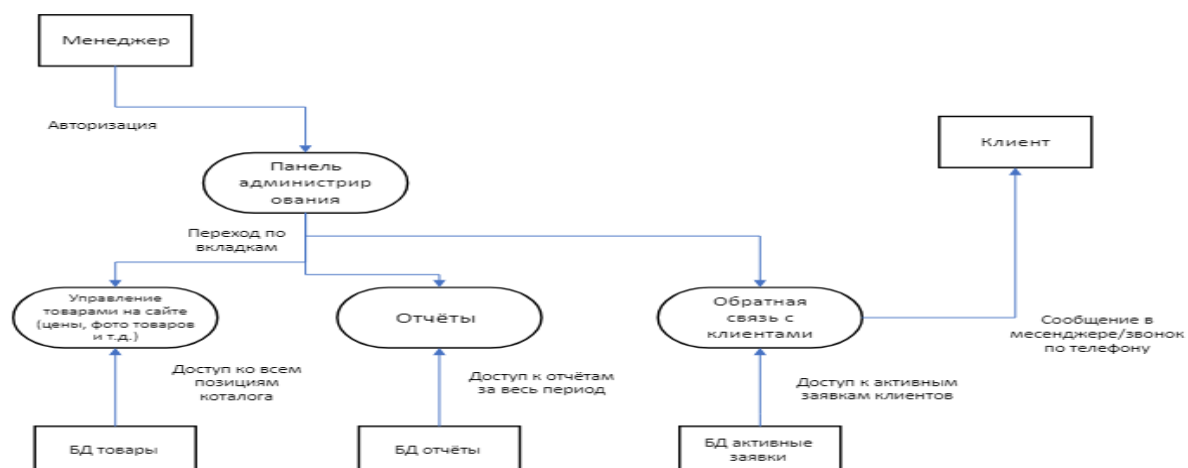 Менеджер
Авторизация
Клиент
Панель
администрир
ования
Переход по
вкладкам
Управление
товарами на сайте
(цены, фото товаров
и т.д.)
Отчёты
Обратная
связь с
клиентами
Сообщение в
месенджере/звонок
по телефону
Доступ ко всем
позициям
коталога
Доступ к отчётам
за весь период
Доступ к активным
заявкам клиентов
БД товары
БД отчёты
БД активные
заявки